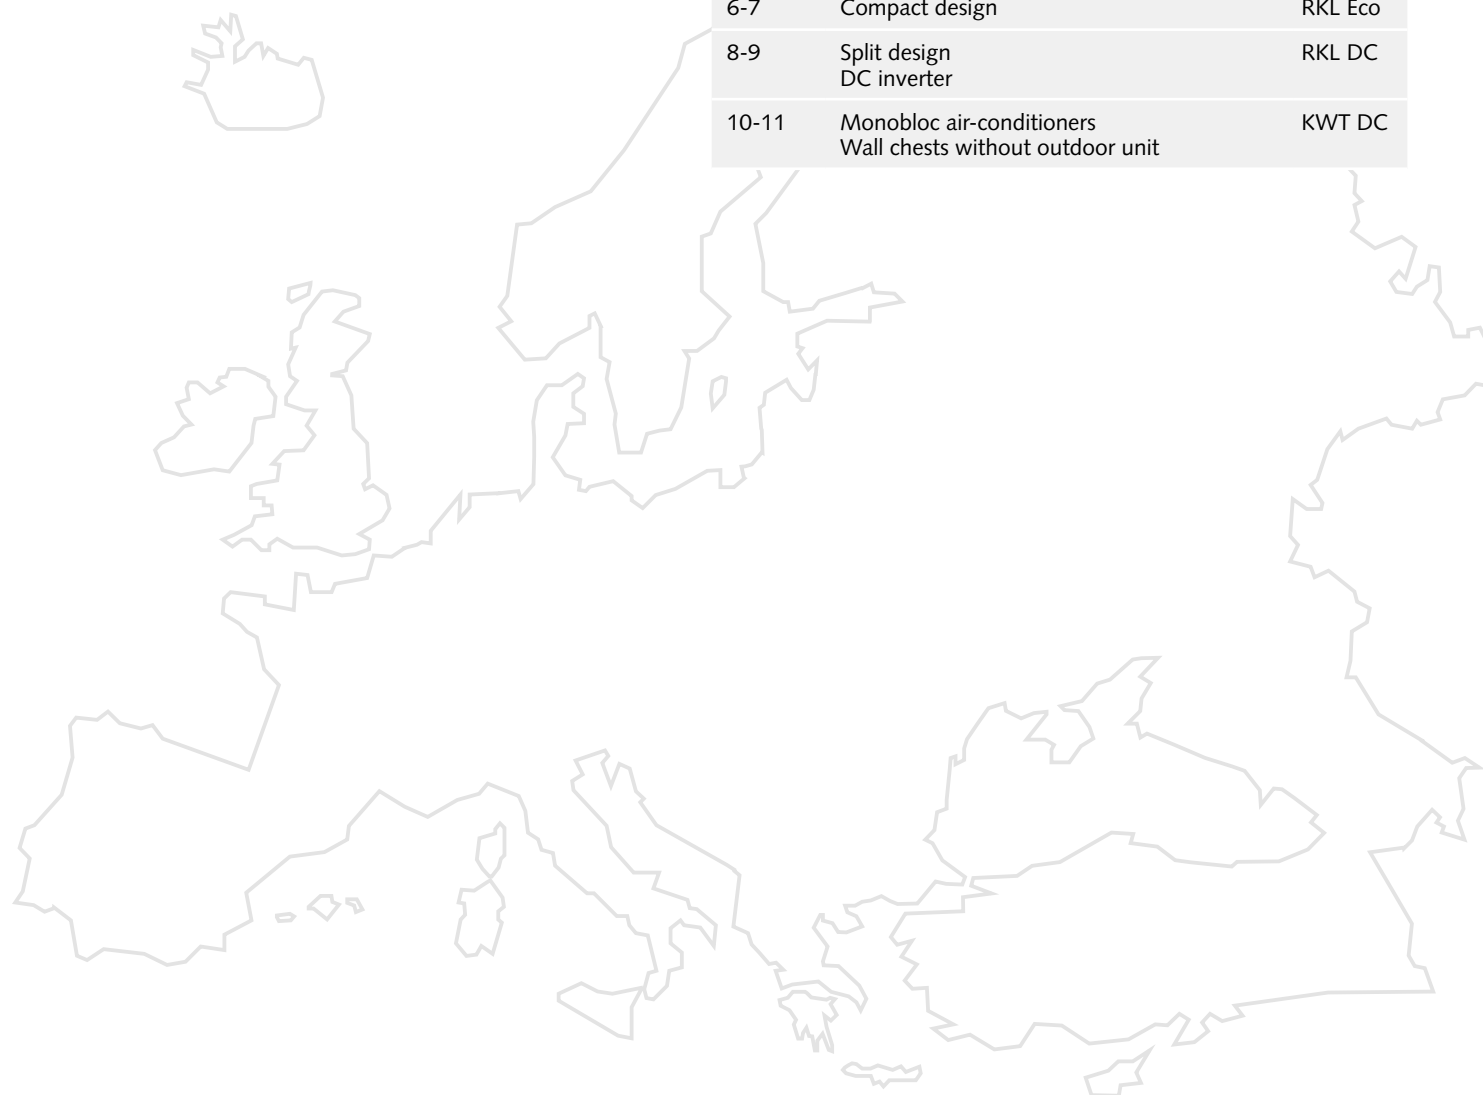 6-7 Compact design RKL Eco
8-9 Split design RKL DC
DC inverter
10-11 Monobloc air-conditioners KWT DC
Wall chests without outdoor unit